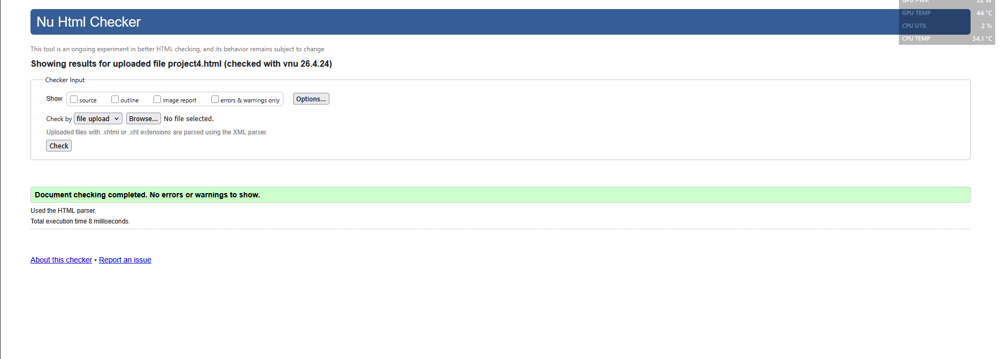 GPU PWR 32 W
Nu Html Checker
GPU TEMP 44 °C
CPU UTIL 2 %
CPU TEMP 34.1 °C
This tool is an ongoing experiment in better HTML checking, and its behavior remains subject to change
Showing results for uploaded file project4.html (checked with vnu 26.4.24)
Checker Input
Show source outline image report errors & warnings only Options...
Check by file upload Browse... No file selected.
Uploaded files with .xhtml or .xht extensions are parsed using the XML parser.
Check
Document checking completed. No errors or warnings to show.
Used the HTML parser.
Total execution time 8 milliseconds.
About this checker • Report an issue